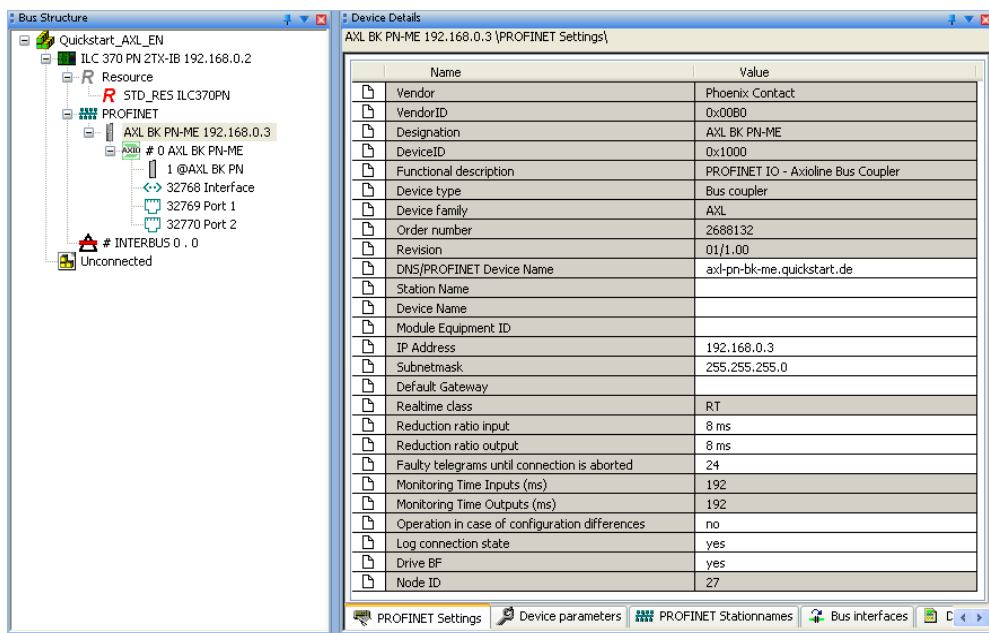 Bus Structure
Quickstart_AXL_EN
ILC 370 PN 2TX-IB 192.168.0.2
R Resource
R STD_RES ILC370PN
PROFINET
AXL BK PN-ME 192.168.0.3
AXIO # 0 AXL BK PN-ME
1 @AXL BK PN
32768 Interface
32769 Port 1
32770 Port 2
# INTERBUS 0 . 0
Unconnected
Device Details
AXL BK PN-ME 192.168.0.3 \PROFINET Settings\
Name Value
Vendor Phoenix Contact
VendorID 0x00B0
Designation AXL BK PN-ME
DeviceID 0x1000
Functional description PROFINET IO - Axioline Bus Coupler
Device type Bus coupler
Device family AXL
Order number 2688132
Revision 01/1.00
DNS/PROFINET Device Name axl-pn-bk-me.quickstart.de
Station Name
Device Name
Module Equipment ID
IP Address 192.168.0.3
Subnetmask 255.255.255.0
Default Gateway
Realtime class RT
Reduction ratio input 8 ms
Reduction ratio output 8 ms
Faulty telegrams until connection is aborted 24
Monitoring Time Inputs (ms) 192
Monitoring Time Outputs (ms) 192
Operation in case of configuration differences no
Log connection state yes
Drive BF yes
Node ID 27
PROFINET Settings Device parameters PROFINET Stationnames Bus interfaces D